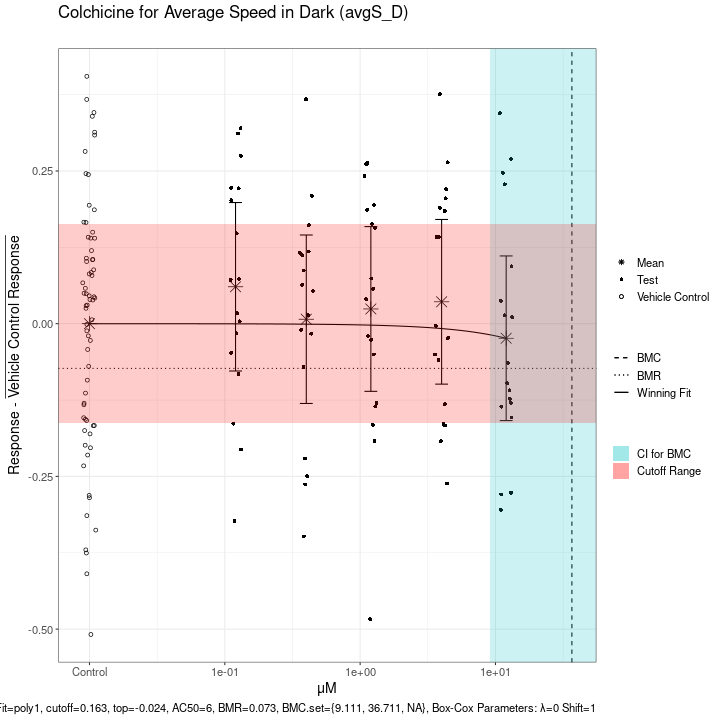 Colchicine for Average Speed in Dark (avgS_D)
Response - Vehicle Control Response
0.25
0.00
-0.25
-0.50
Control
1e-01
1e+00
1e+01
μM
Mean
Test
Vehicle Control
BMC
BMR
Winning Fit
CI for BMC
Cutoff Range
cutoff=0.163, top=-0.024, AC50=6, BMR=0.073, BMC.set={9.111, 36.711, NA}, Box-Cox Parameters: λ=0 Shift=1